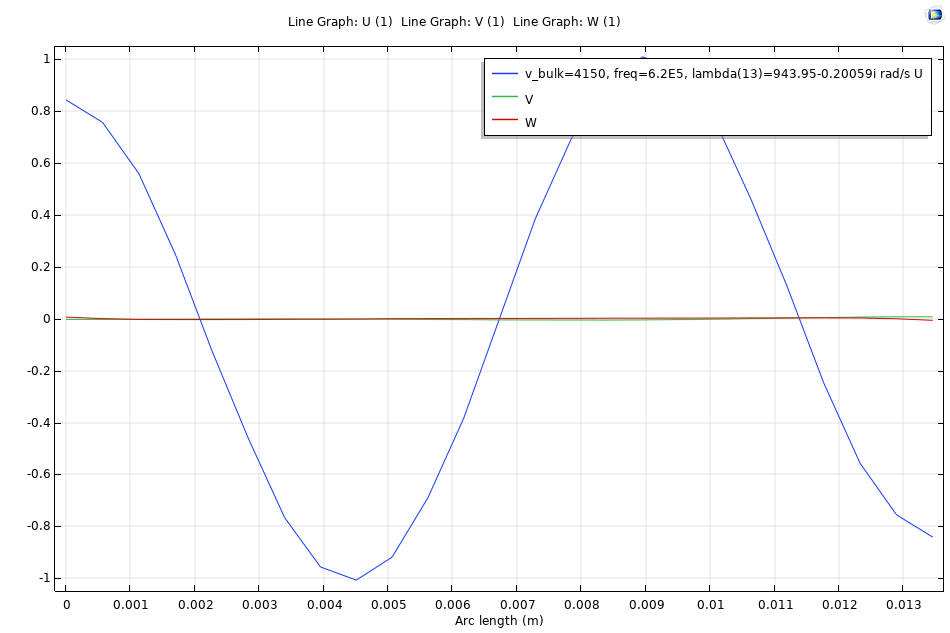 Line Graph: U (1)  Line Graph: V (1)  Line Graph: W (1)
v_bulk=4150, freq=6.2E5, lambda(13)=943.95-0.20059i rad/s U
V
W
1
0.8
0.6
0.4
0.2
0
-0.2
-0.4
-0.6
-0.8
-1
0 0.001 0.002 0.003 0.004 0.005 0.006 0.007 0.008 0.009 0.01 0.011 0.012 0.013
Arc length (m)